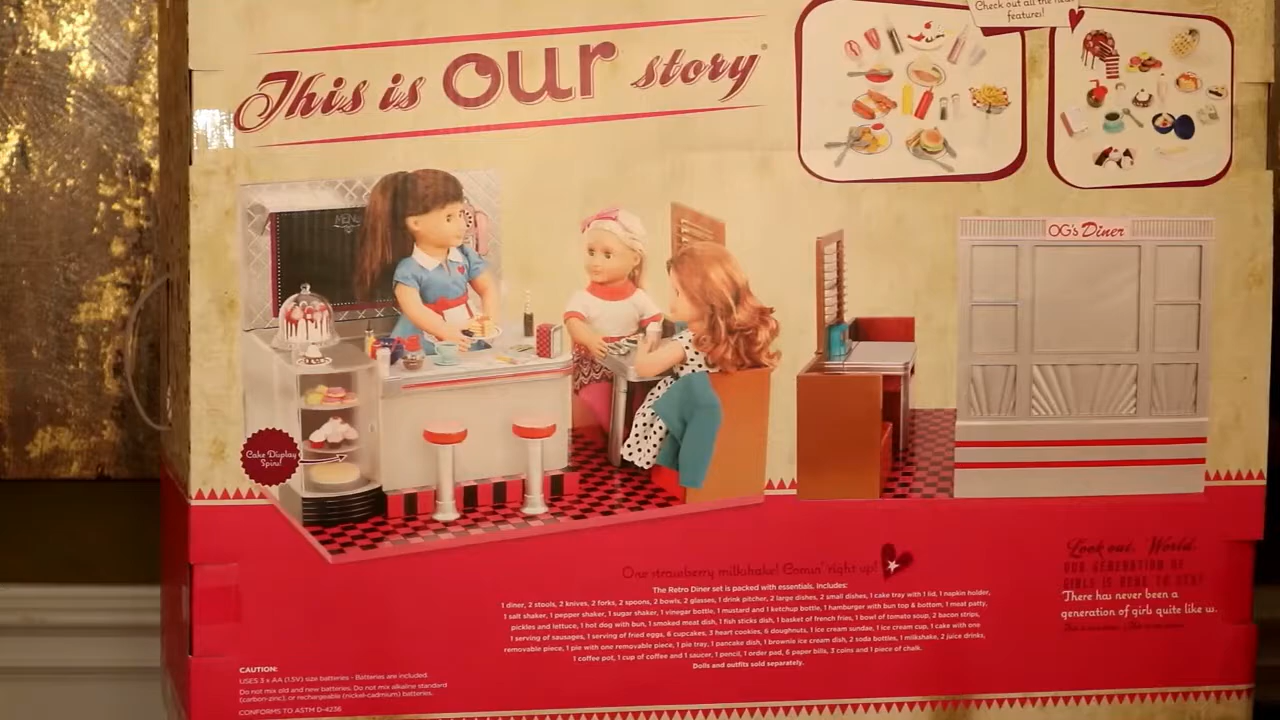 Check out all the new
features!
This is our story
MENU
OG's Diner
Cake Display
Spins!
One strawberry milkshake! Comin' right up!
The Retro Diner set is packed with essentials. Includes:
1 diner, 2 stools, 2 knives, 2 forks, 2 spoons, 2 bowls, 2 glasses, 1 drink pitcher, 2 large dishes, 2 small dishes, 1 cake tray with 1 lid, 1 napkin holder,
1 salt shaker, 1 pepper shaker, 1 sugar shaker, 1 vinegar bottle, 1 mustard and 1 ketchup bottle, 1 hamburger with bun top & bottom, 1 meat patty,
pickles and lettuce, 1 hot dog with bun, 1 smoked meat dish, 1 fish sticks dish, 1 basket of french fries, 1 bowl of tomato soup, 2 bacon strips,
1 serving of sausages, 1 serving of fried eggs, 6 cupcakes, 3 heart cookies, 6 doughnuts, 1 ice cream sundae, 1 ice cream cup, 1 cake with one
removable piece, 1 pie with one removable piece, 1 pie tray, 1 pancake dish, 1 brownie ice cream dish, 2 soda bottles, 1 milkshake, 2 juice drinks,
1 coffee pot, 1 cup of coffee and 1 saucer, 1 pencil, 1 order pad, 6 paper bills, 3 coins and 1 piece of chalk.
Dolls and outfits sold separately.
Look out, World.
OUR GENERATION OF
GIRLS IS HERE TO STAY
There has never been a
generation of girls quite like us.
CAUTION:
USES 3 x AA (1.5V) size batteries - Batteries are included.
Do not mix old and new batteries. Do not mix alkaline standard
(carbon-zinc), or rechargeable (nickel-cadmium) batteries.
CONFORMS TO ASTM D-4236